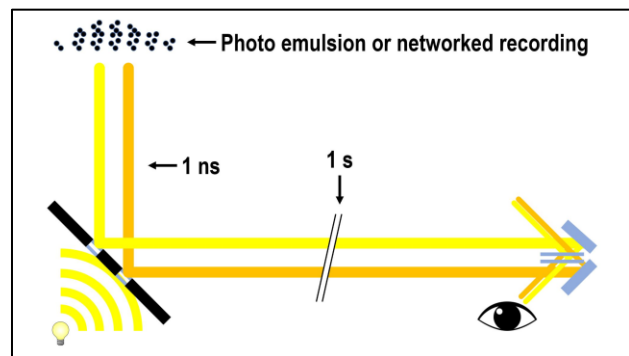 Photo emulsion or networked recording
1 ns
1 s